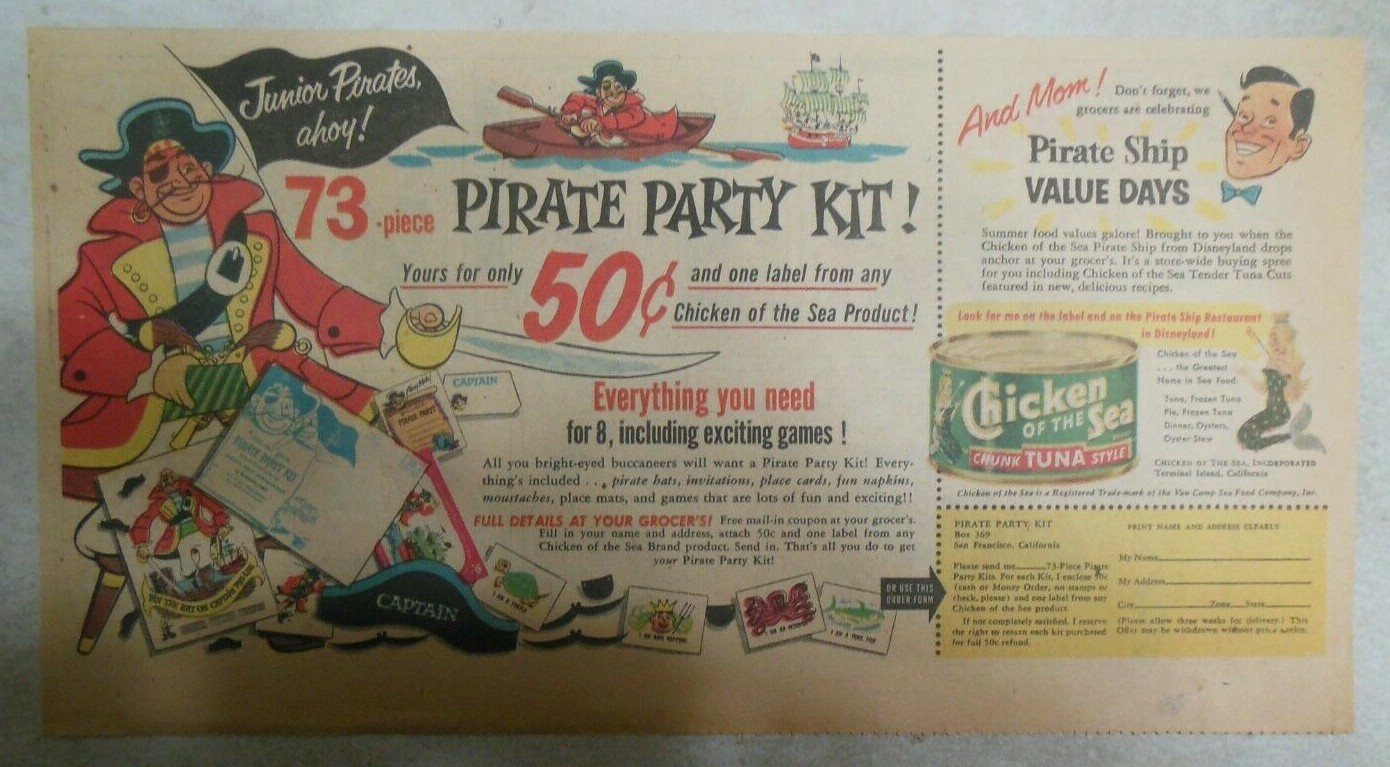 Junior Pirates,
ahoy!
73-piece PIRATE PARTY KIT!
Yours for only 50¢ and one label from any
Chicken of the Sea Product!
Everything you need
for 8, including exciting games!
All you bright-eyed buccaneers will want a Pirate Party Kit! Every-
thing's included . . , pirate hats, invitations, place cards, fun napkins,
moustaches, place mats, and games that are lots of fun and exciting!!
FULL DETAILS AT YOUR GROCER'S! Free mail-in coupon at your grocer's.
Fill in your name and address, attach 50c and one label from any
Chicken of the Sea Brand product. Send in. That's all you do to get
your Pirate Party Kit!
CAPTAIN
PIRATE PARTY
PIN THE HAT ON CAPTAIN
CAPTAIN
I AM A TURTLE
I AM KING NEPTUNE
I AM AN OCTOPUS
I AM A
OR USE THIS
ORDER FORM
And Mom! Don't forget, we
grocers are celebrating
Pirate Ship
VALUE DAYS
Summer food values galore! Brought to you when the
Chicken of the Sea Pirate Ship from Disneyland drops
anchor at your grocer's. It's a store-wide buying spree
for you including Chicken of the Sea Tender Tuna Cuts
featured in new, delicious recipes.
Look for me on the label and on the Pirate Ship Restaurant
in Disneyland!
Chicken
OF THE Sea
CHUNK TUNA STYLE
Chicken of the Sea
. . . the Greatest
Name in Sea Food:
Tuna, Frozen Tuna
Pie, Frozen Tuna
Dinner, Oysters,
Oyster Stew
CHICKEN OF THE SEA, INCORPORATED
Terminal Island, California
Chicken of the Sea is a Registered Trade-mark of the Van Camp Sea Food Company, Inc.
PIRATE PARTY KIT
Box 369
San Francisco, California
Please send me 73-Piece Pirate
Party Kits. For each Kit, I enclose 50c
(cash or Money Order, no stamps or
check, please) and one label from any
Chicken of the Sea product.
If not completely satisfied, I reserve
the right to return each kit purchased
for full 50c refund.
PRINT NAME AND ADDRESS CLEARLY
My Name
My Address
City Zone State
(Please allow three weeks for delivery.) This
Offer may be withdrawn without prior notice.